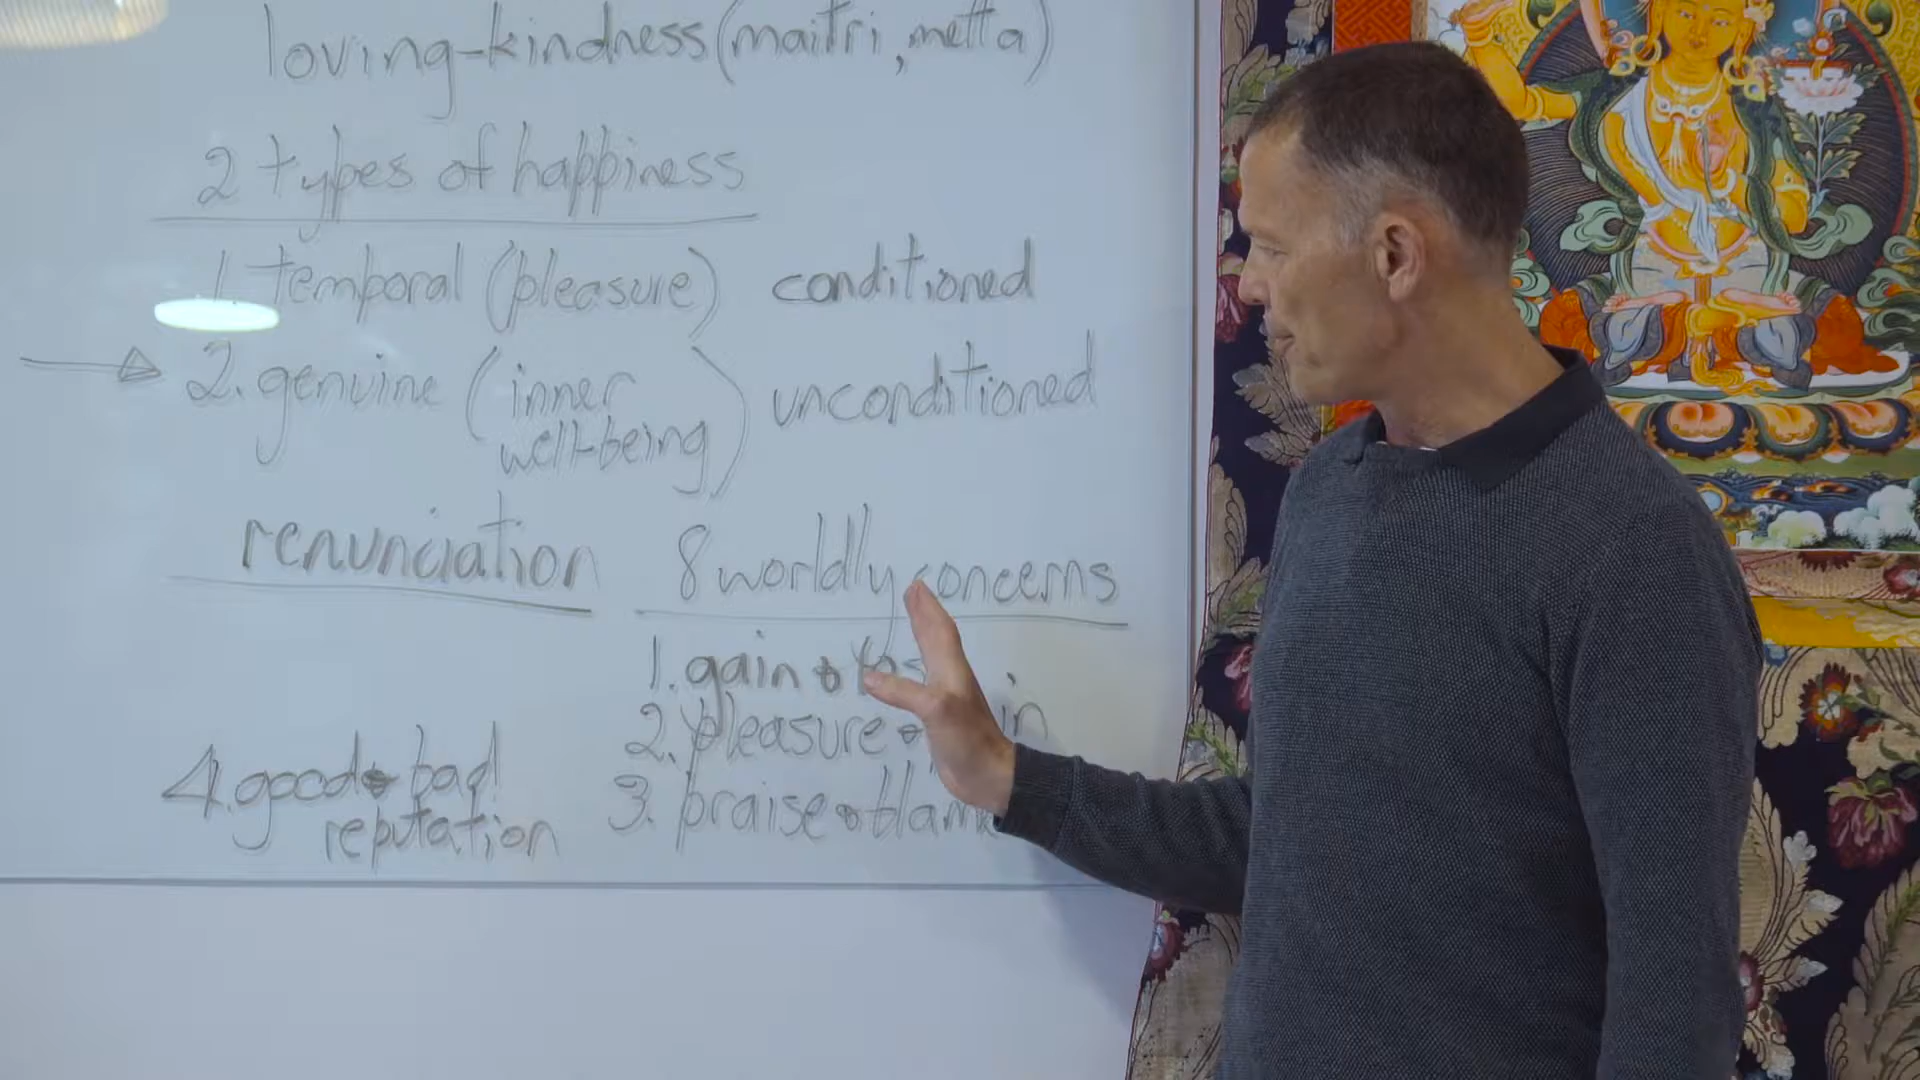 loving-kindness (maitri, metta)
2 types of happiness
1. temporal (pleasure) conditioned
2. genuine (inner well-being) unconditioned
renunciation
8 worldly concerns
1. gain &
2. pleasure &
3. praise &
4. good & bad
reputation